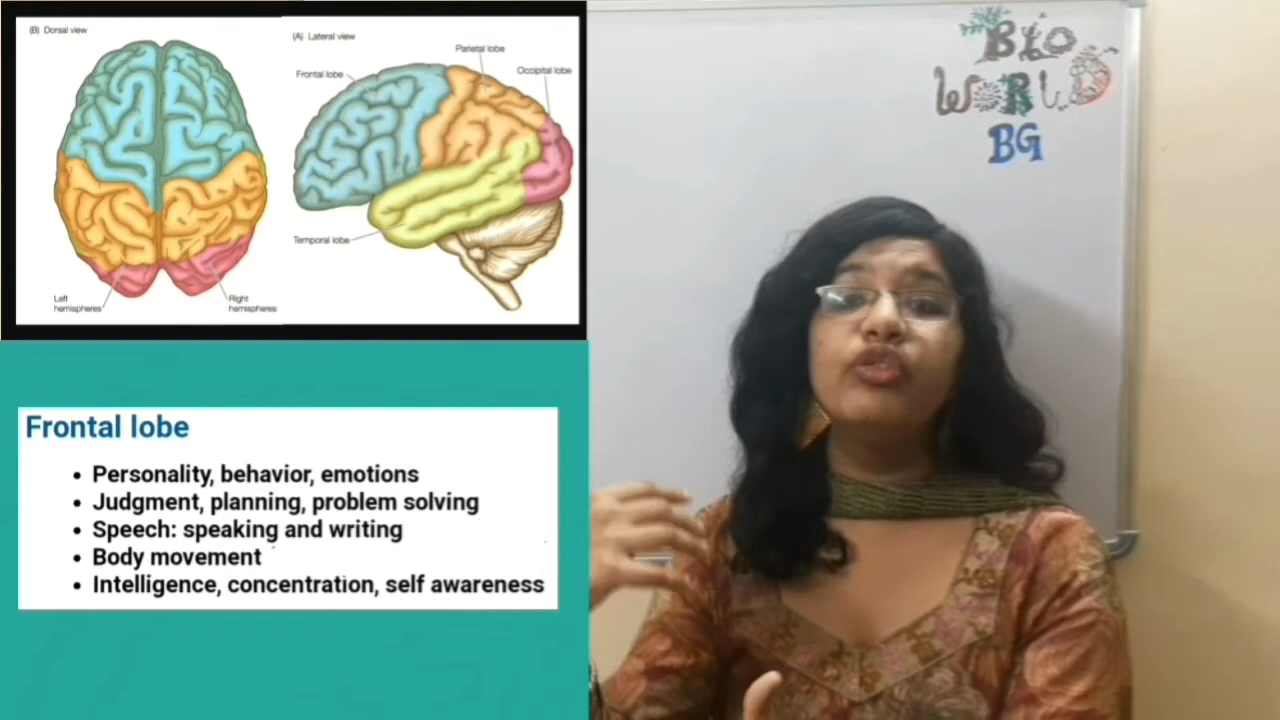 (B) Dorsal view
(A) Lateral view
Parietal lobe
Frontal lobe
Occipital lobe
Temporal lobe
Left
hemispheres
Right
hemispheres
Frontal lobe
• Personality, behavior, emotions
• Judgment, planning, problem solving
• Speech: speaking and writing
• Body movement
• Intelligence, concentration, self awareness
BIO
WORLD
BG